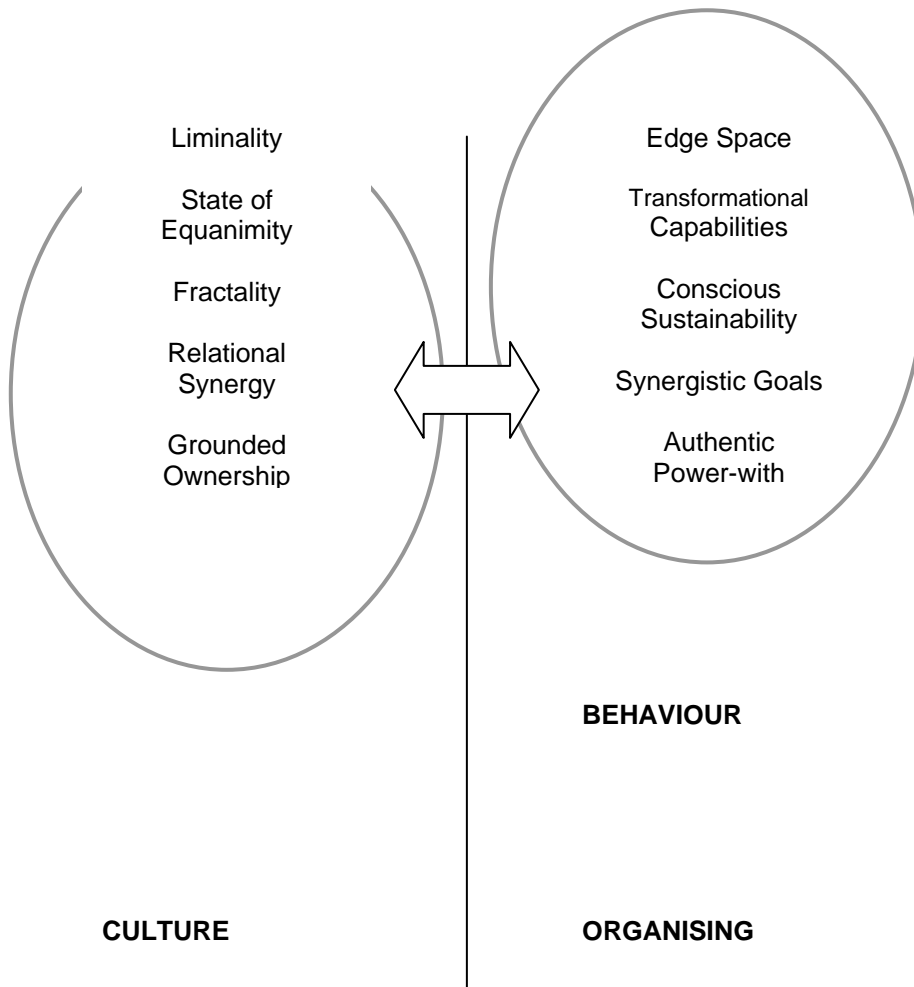 Liminality
State of
Equanimity
Fractality
Relational
Synergy
Grounded
Ownership
Edge Space
Transformational
Capabilities
Conscious
Sustainability
Synergistic Goals
Authentic
Power-with
BEHAVIOUR
CULTURE
ORGANISING